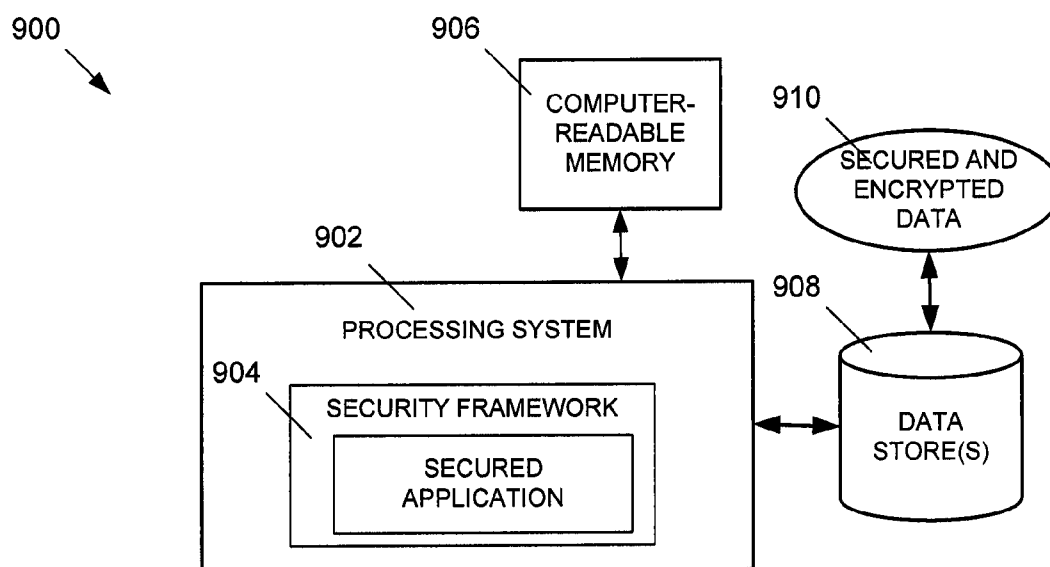 900
906
COMPUTER-
READABLE
MEMORY
910
SECURED AND
ENCRYPTED
DATA
902
908
PROCESSING SYSTEM
904
SECURITY FRAMEWORK
SECURED
APPLICATION
DATA
STORE(S)